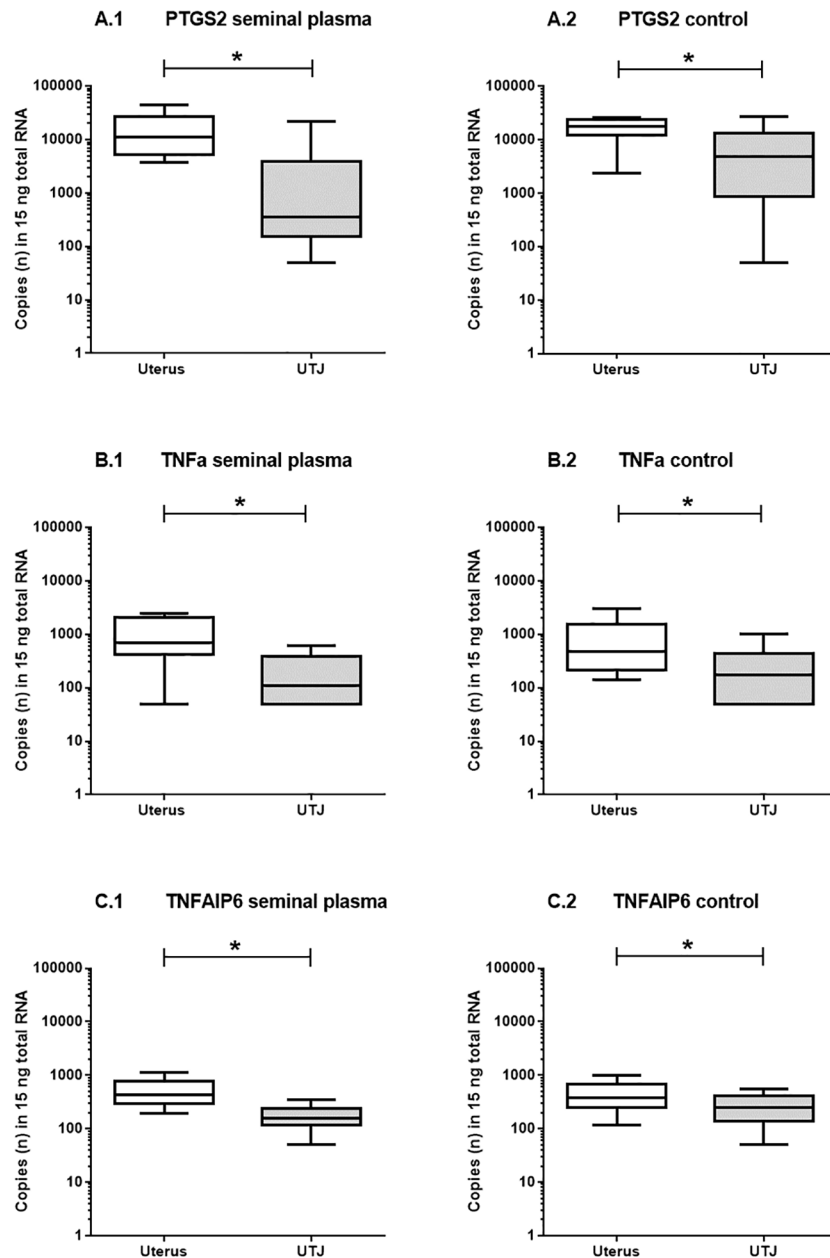 A.1 PTGS2 seminal plasma
*
Copies (n) in 15 ng total RNA
100000
10000
1000
100
10
1
Uterus UTJ
A.2 PTGS2 control
*
Copies (n) in 15 ng total RNA
100000
10000
1000
100
10
1
Uterus UTJ
B.1 TNFa seminal plasma
*
Copies (n) in 15 ng total RNA
100000
10000
1000
100
10
1
Uterus UTJ
B.2 TNFa control
*
Copies (n) in 15 ng total RNA
100000
10000
1000
100
10
1
Uterus UTJ
C.1 TNFAIP6 seminal plasma
*
Copies (n) in 15 ng total RNA
100000
10000
1000
100
10
1
Uterus UTJ
C.2 TNFAIP6 control
*
Copies (n) in 15 ng total RNA
100000
10000
1000
100
10
1
Uterus UTJ